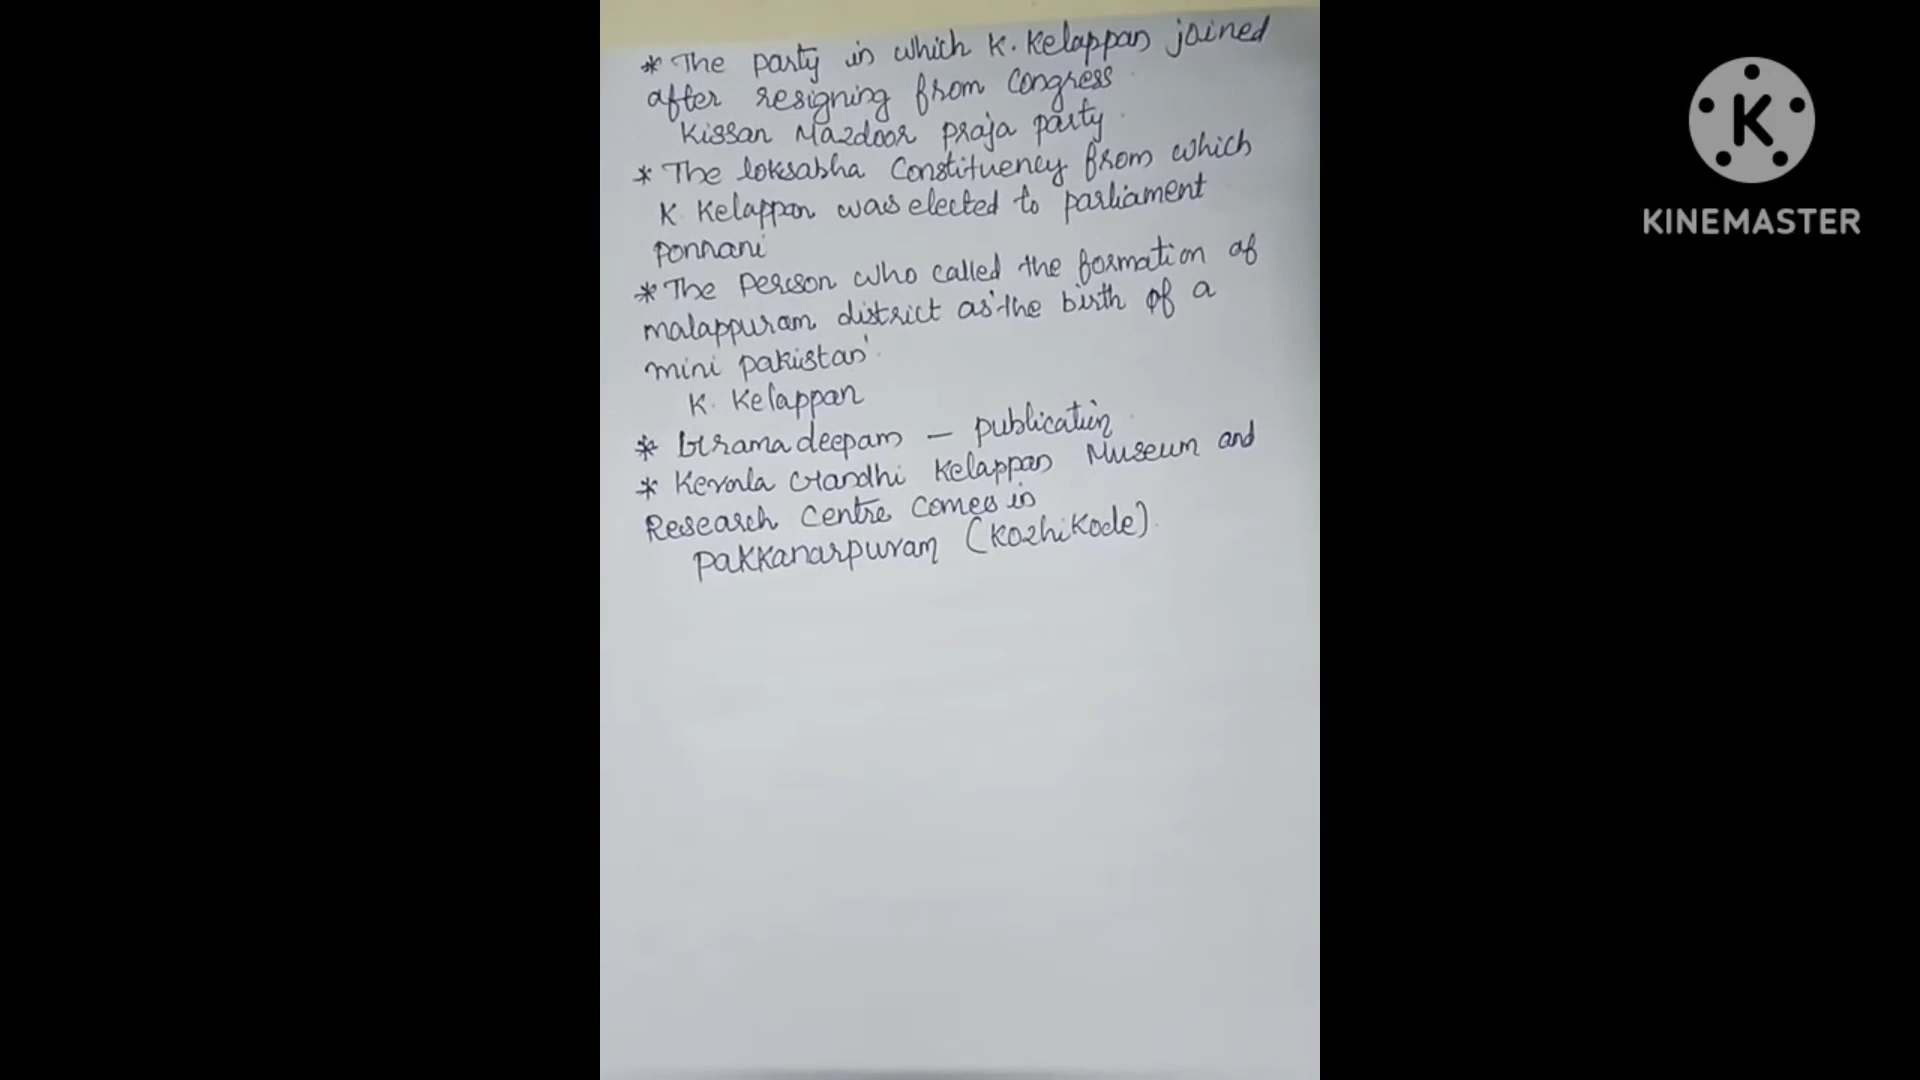 * The party in which K. Kelappan joined
after resigning from Congress
Kissan Mazdoor praja party
* The loksabha Constituency from which
K Kelappan was elected to parliament
ponnani
* The Person who called the formation of
malappuram district as 'the birth of a
mini pakistan'
K. Kelappan
* Grama deepam – publication
* Kerala Gandhi Kelappan Museum and
Research Centre comes in
pakkanarpuram (Kozhikode).
K
KINEMASTER